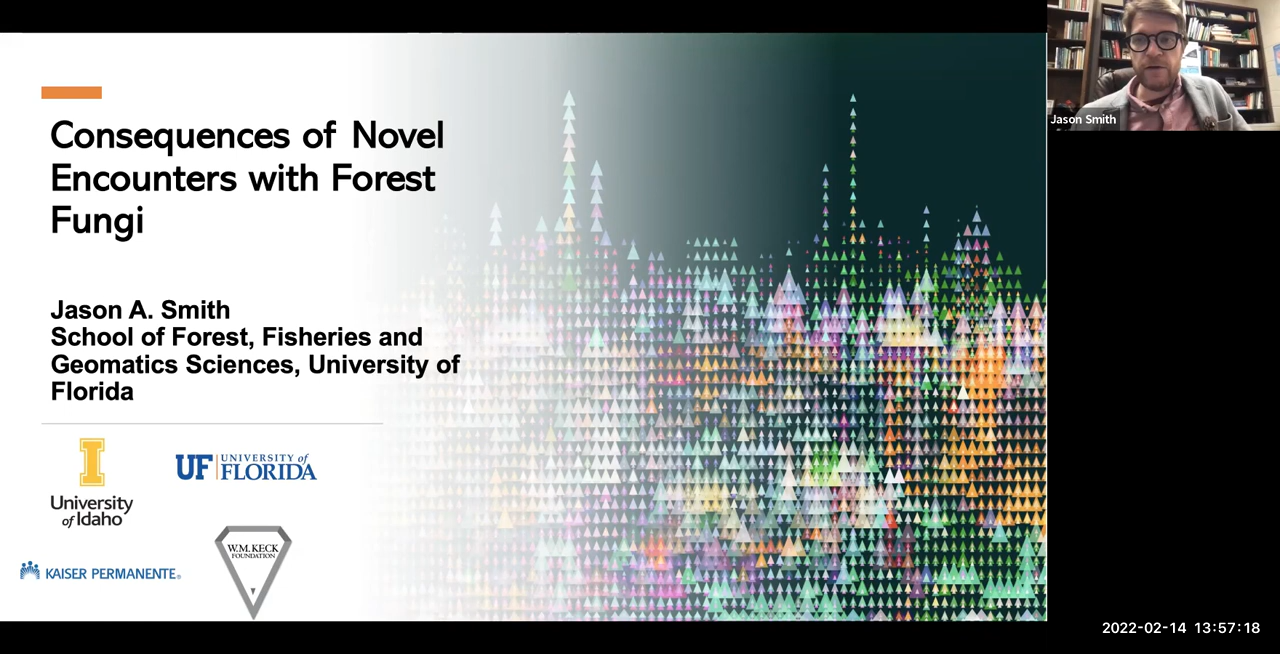 Consequences of Novel
Encounters with Forest
Fungi
Jason A. Smith
School of Forest, Fisheries and
Geomatics Sciences, University of
Florida
I
University
of Idaho
UF UNIVERSITY of
FLORIDA
KAISER PERMANENTE®
W.M. KECK
FOUNDATION
Jason Smith
2022-02-14 13:57:18